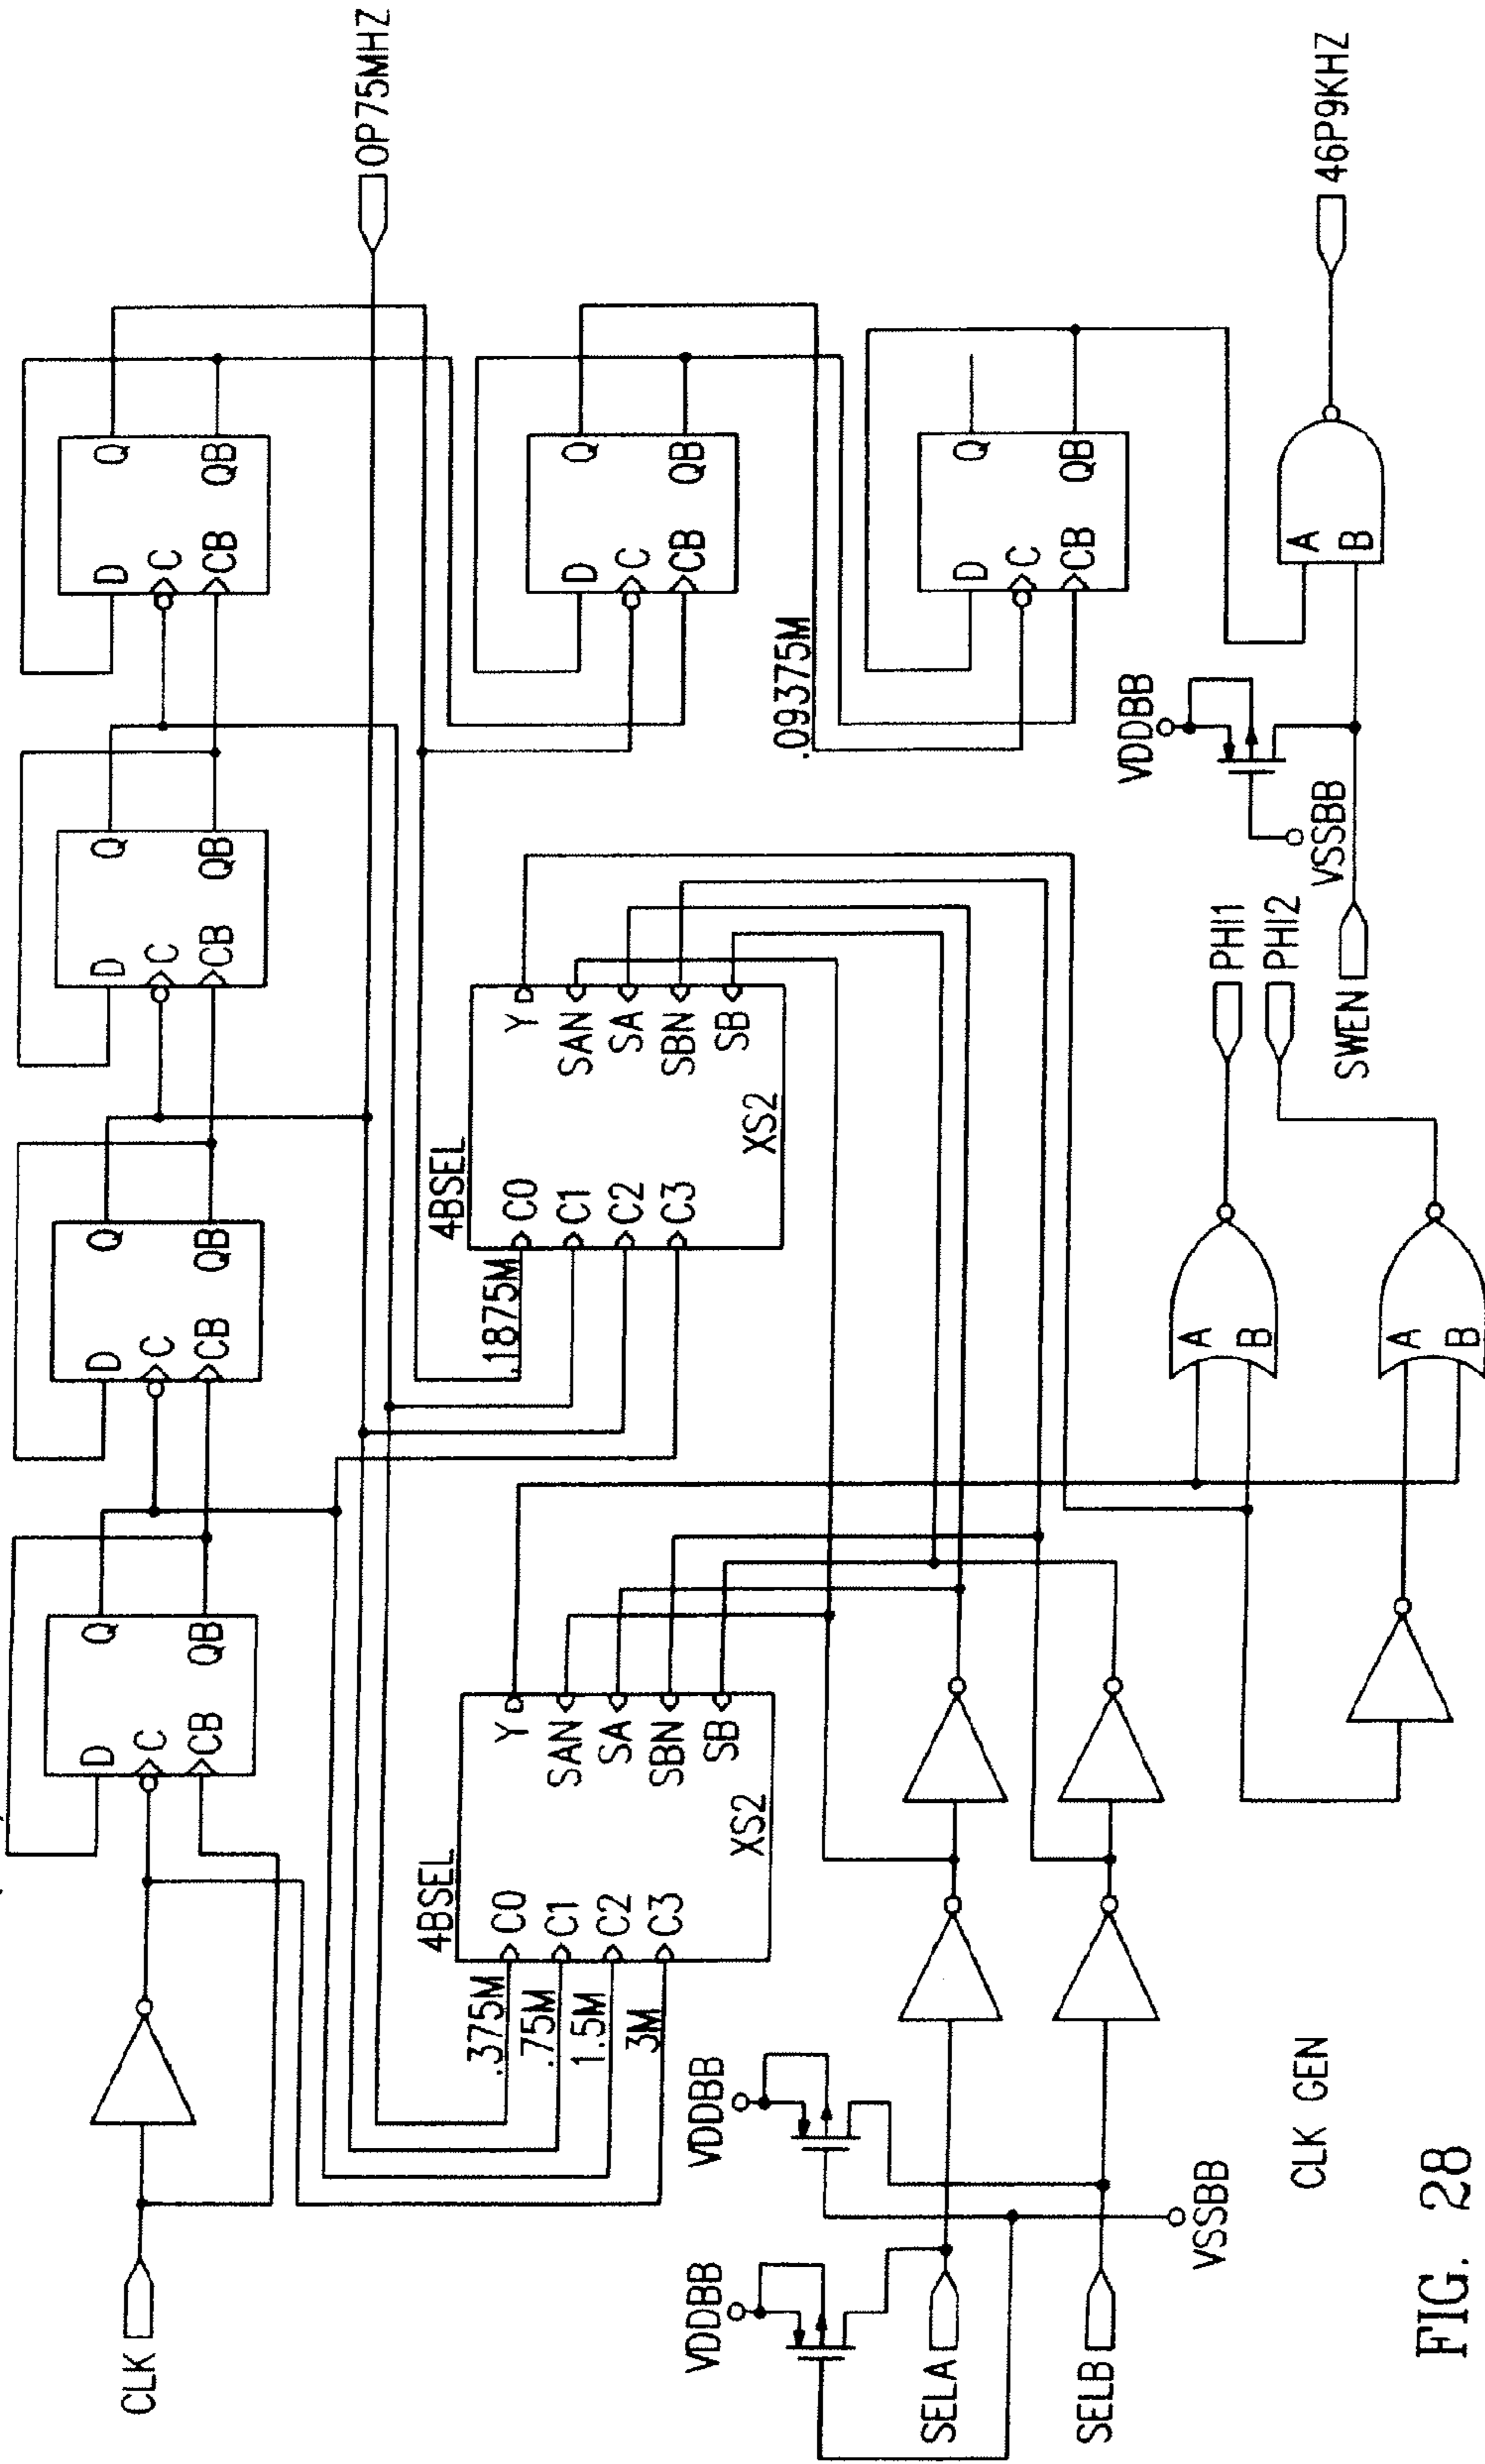 CLK
D
C
CB
Q
QB
D
C
CB
Q
QB
D
C
CB
Q
QB
D
C
CB
Q
QB
0P75MHZ
4BSEL
.375M
.75M
1.5M
3M
C0
C1
C2
C3
Y
SAN
SA
SBN
SB
XS2
4BSEL
.1875M
C0
C1
C2
C3
Y
SAN
SA
SBN
SB
XS2
D
C
CB
Q
QB
.09375M
D
C
CB
Q
QB
VDDBB
VDDBB
SELA
SELB
VSSBB
A
B
PHI1
A
B
PHI2
VDDBB
VSSBB
SWEN
A
B
46P9KHZ
CLK GEN
FIG. 28